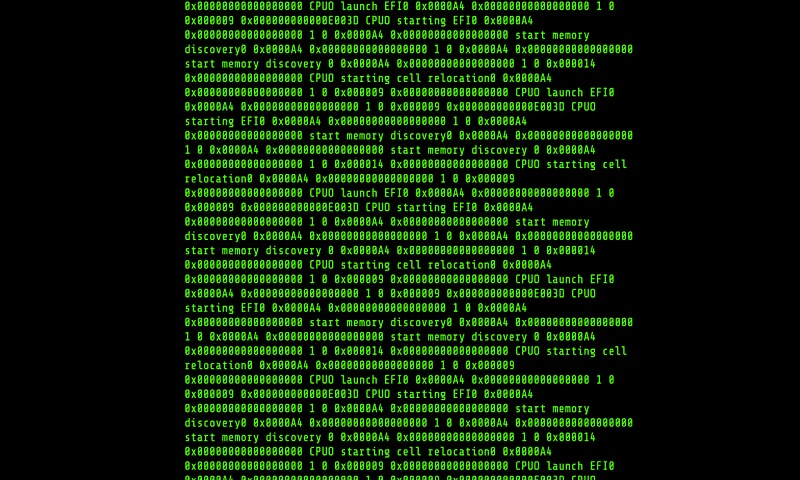 0x0000000000000000 CPU0 launch EFI0 0x0000A4 0x0000000000000000 1 0
0x000009 0x000000000000E003D CPU0 starting EFI0 0x0000A4
0x0000000000000000 1 0 0x0000A4 0x0000000000000000 start memory
discovery0 0x0000A4 0x0000000000000000 1 0 0x0000A4 0x0000000000000000
start memory discovery 0 0x0000A4 0x0000000000000000 1 0 0x000014
0x0000000000000000 CPU0 starting cell relocation0 0x0000A4
0x0000000000000000 1 0 0x000009 0x0000000000000000 CPU0 launch EFI0
0x0000A4 0x0000000000000000 1 0 0x000009 0x000000000000E003D CPU0
starting EFI0 0x0000A4 0x0000000000000000 1 0 0x0000A4
0x0000000000000000 start memory discovery0 0x0000A4 0x0000000000000000
1 0 0x0000A4 0x0000000000000000 start memory discovery 0 0x0000A4
0x0000000000000000 1 0 0x000014 0x0000000000000000 CPU0 starting cell
relocation0 0x0000A4 0x0000000000000000 1 0 0x000009
0x0000000000000000 CPU0 launch EFI0 0x0000A4 0x0000000000000000 1 0
0x000009 0x000000000000E003D CPU0 starting EFI0 0x0000A4
0x0000000000000000 1 0 0x0000A4 0x0000000000000000 start memory
discovery0 0x0000A4 0x0000000000000000 1 0 0x0000A4 0x0000000000000000
start memory discovery 0 0x0000A4 0x0000000000000000 1 0 0x000014
0x0000000000000000 CPU0 starting cell relocation0 0x0000A4
0x0000000000000000 1 0 0x000009 0x0000000000000000 CPU0 launch EFI0
0x0000A4 0x0000000000000000 1 0 0x000009 0x000000000000E003D CPU0
starting EFI0 0x0000A4 0x0000000000000000 1 0 0x0000A4
0x0000000000000000 start memory discovery0 0x0000A4 0x0000000000000000
1 0 0x0000A4 0x0000000000000000 start memory discovery 0 0x0000A4
0x0000000000000000 1 0 0x000014 0x0000000000000000 CPU0 starting cell
relocation0 0x0000A4 0x0000000000000000 1 0 0x000009
0x0000000000000000 CPU0 launch EFI0 0x0000A4 0x0000000000000000 1 0
0x000009 0x000000000000E003D CPU0 starting EFI0 0x0000A4
0x0000000000000000 1 0 0x0000A4 0x0000000000000000 start memory
discovery0 0x0000A4 0x0000000000000000 1 0 0x0000A4 0x0000000000000000
start memory discovery 0 0x0000A4 0x0000000000000000 1 0 0x000014
0x0000000000000000 CPU0 starting cell relocation0 0x0000A4
0x0000000000000000 1 0 0x000009 0x0000000000000000 CPU0 launch EFI0